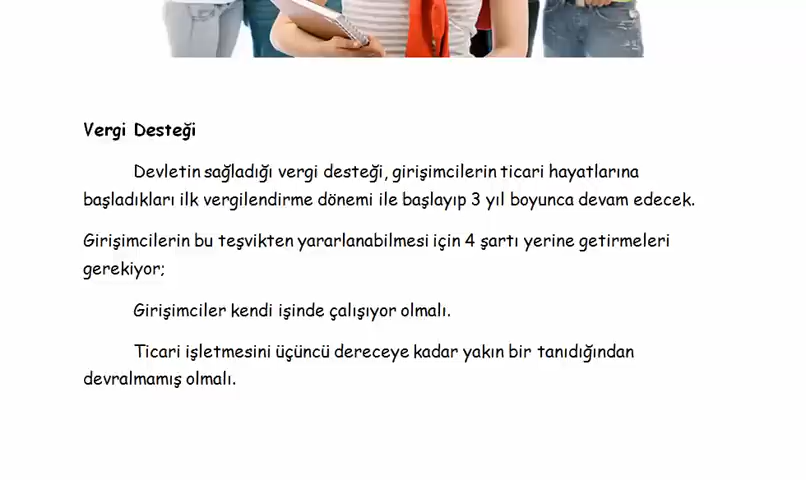 Vergi Desteği
Devletin sağladığı vergi desteği, girişimcilerin ticari hayatlarına
başladıkları ilk vergilendirme dönemi ile başlayıp 3 yıl boyunca devam edecek.
Girişimcilerin bu teşvikten yararlanabilmesi için 4 şartı yerine getirmeleri
gerekiyor;
Girişimciler kendi işinde çalışıyor olmalı.
Ticari işletmesini üçüncü dereceye kadar yakın bir tanıdığından
devralmamış olmalı.